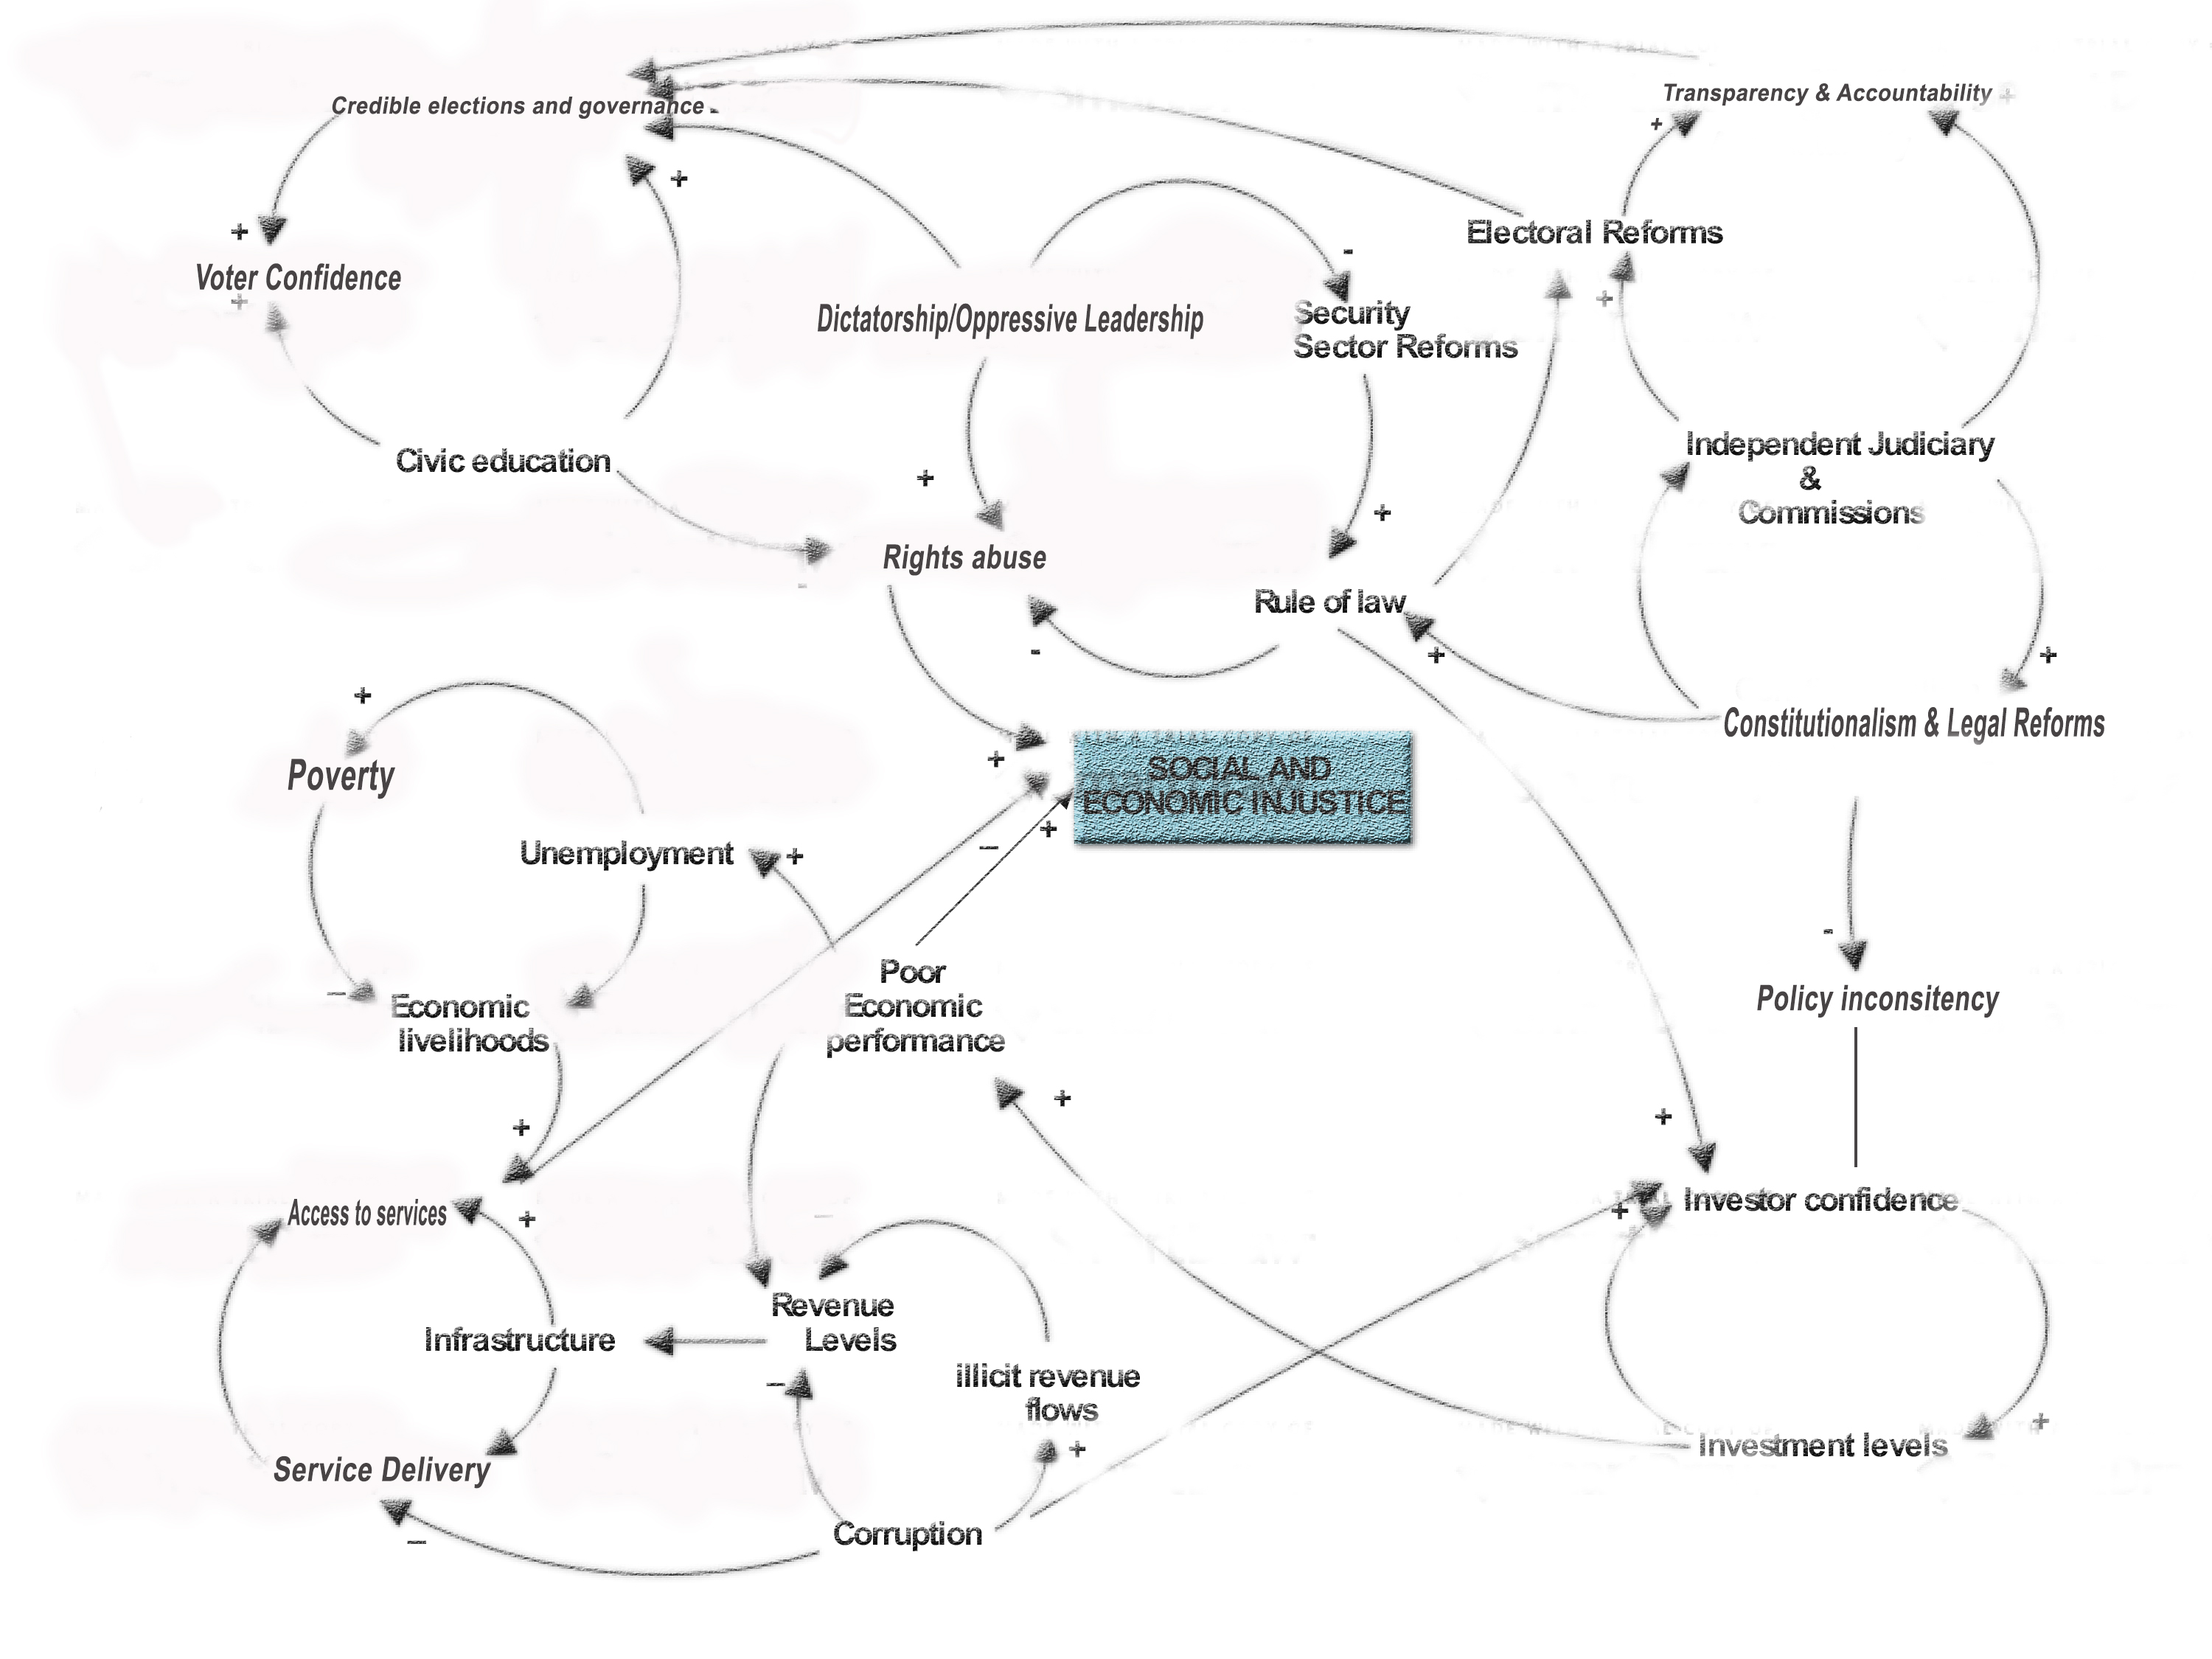 Credible elections and governance -
Transparency & Accountability +
+
+
+
Voter Confidence
+
Electoral Reforms
-
+
Dictatorship/Oppressive Leadership
Security
Sector Reforms
Civic education
Independent Judiciary
&
Commissions
+
+
Rights abuse
-
Rule of law
-
+
+
+
Constitutionalism & Legal Reforms
SOCIAL AND
ECONOMIC INJUSTICE
+
Poverty
+
–
Unemployment
+
-
Poor
Economic
performance
–
Economic
livelihoods
Policy inconsitency
+
+
+
Access to services
+
Investor confidence
+
+
–
Revenue
Levels
Infrastructure
–
illicit revenue
flows
+
+
Investment levels
Service Delivery
Corruption
–